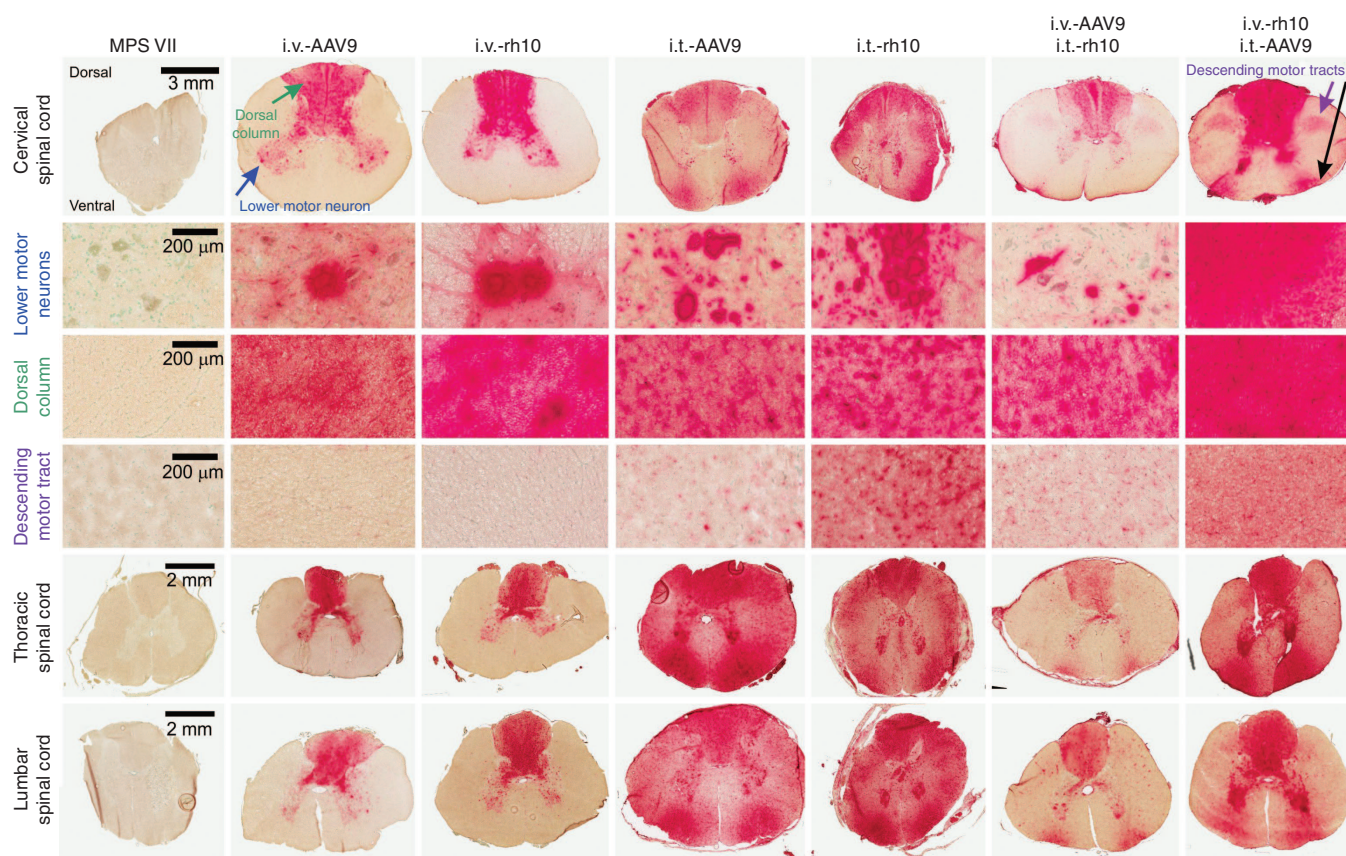 MPS VII
i.v.-AAV9
i.v.-rh10
i.t.-AAV9
i.t.-rh10
i.v.-AAV9
i.t.-rh10
i.v.-rh10
i.t.-AAV9
Cervical
spinal cord
Dorsal
3 mm
Ventral
Dorsal
column
Lower motor neuron
Descending motor tracts
Lower motor
neurons
200 μm
Dorsal
column
200 μm
Descending
motor tract
200 μm
Thoracic
spinal cord
2 mm
Lumbar
spinal cord
2 mm